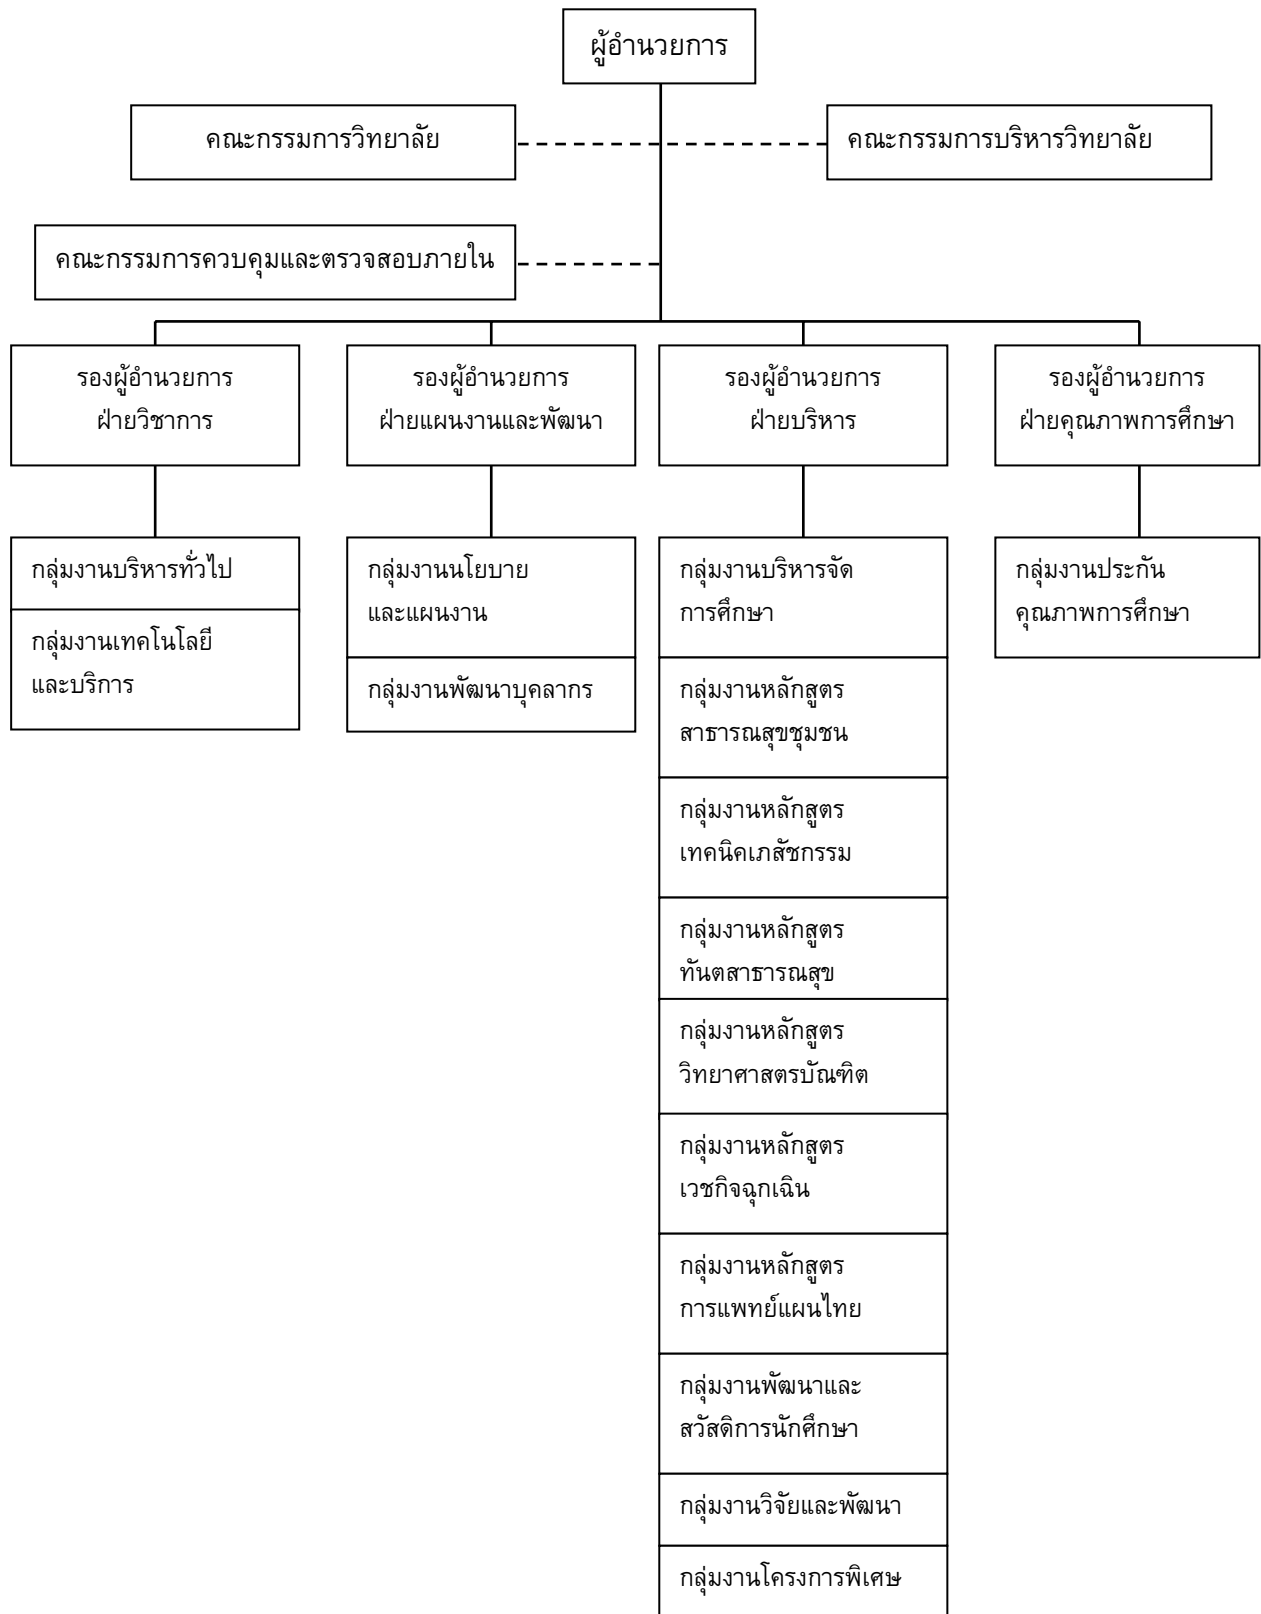 ผู้อำนวยการ
คณะกรรมการวิทยาลัย
คณะกรรมการบริหารวิทยาลัย
คณะกรรมการควบคุมและตรวจสอบภายใน
รองผู้อำนวยการ
ฝ่ายวิชาการ
รองผู้อำนวยการ
ฝ่ายแผนงานและพัฒนา
รองผู้อำนวยการ
ฝ่ายบริหาร
รองผู้อำนวยการ
ฝ่ายคุณภาพการศึกษา
กลุ่มงานบริหารทั่วไป
กลุ่มงานเทคโนโลยี
และบริการ
กลุ่มงานนโยบาย
และแผนงาน
กลุ่มงานพัฒนาบุคลากร
กลุ่มงานบริหารจัด
การศึกษา
กลุ่มงานหลักสูตร
สาธารณสุขชุมชน
กลุ่มงานหลักสูตร
เทคนิคเภสัชกรรม
กลุ่มงานหลักสูตร
ทันตสาธารณสุข
กลุ่มงานหลักสูตร
วิทยาศาสตรบัณฑิต
กลุ่มงานหลักสูตร
เวชกิจฉุกเฉิน
กลุ่มงานหลักสูตร
การแพทย์แผนไทย
กลุ่มงานพัฒนาและ
สวัสดิการนักศึกษา
กลุ่มงานวิจัยและพัฒนา
กลุ่มงานโครงการพิเศษ
กลุ่มงานประกัน
คุณภาพการศึกษา